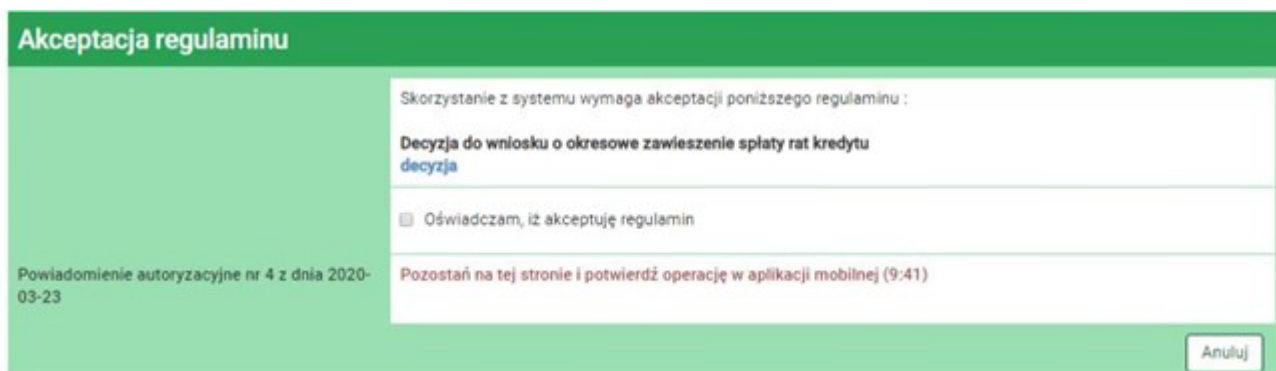 Akceptacja regulaminu
Skorzystanie z systemu wymaga akceptacji poniższego regulaminu :
Decyzja do wniosku o okresowe zawieszenie spłaty rat kredytu
decyzja
Oświadczam, iż akceptuję regulamin
Powiadomienie autoryzacyjne nr 4 z dnia 2020-
03-23
Pozostań na tej stronie i potwierdź operację w aplikacji mobilnej (9:41)
Anuluj